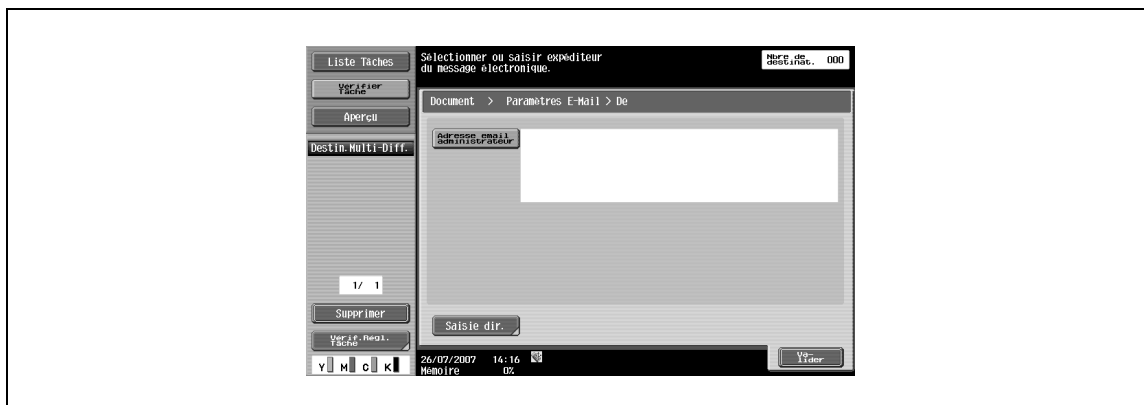 Liste Tâches
Vérifier
Tâche
Aperçu
Destin.Multi-Diff.
1/ 1
Supprimer
Vérif.Régl.
Tâche
Y M C K
Sélectionner ou saisir expéditeur
du message électronique.
Nbre de
destinat. 000
Document > Paramètres E-Mail > De
Adresse email
administrateur
Saisie dir.
26/07/2007 14:16
Mémoire 0%
Va-
lider